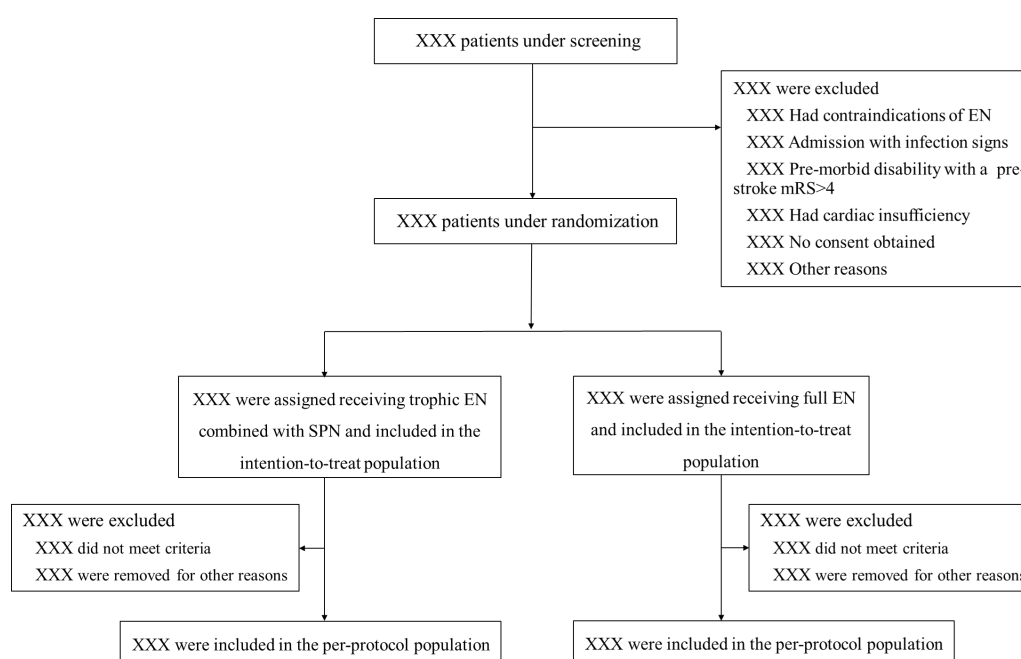 XXX patients under screening
XXX were excluded
XXX Had contraindications of EN
XXX Admission with infection signs
XXX Pre-morbid disability with a pre-
stroke mRS>4
XXX Had cardiac insufficiency
XXX No consent obtained
XXX Other reasons
XXX patients under randomization
XXX were assigned receiving trophic EN
combined with SPN and included in the
intention-to-treat population
XXX were assigned receiving full EN
and included in the intention-to-treat
population
XXX were excluded
XXX did not meet criteria
XXX were removed for other reasons
XXX were excluded
XXX did not meet criteria
XXX were removed for other reasons
XXX were included in the per-protocol population
XXX were included in the per-protocol population